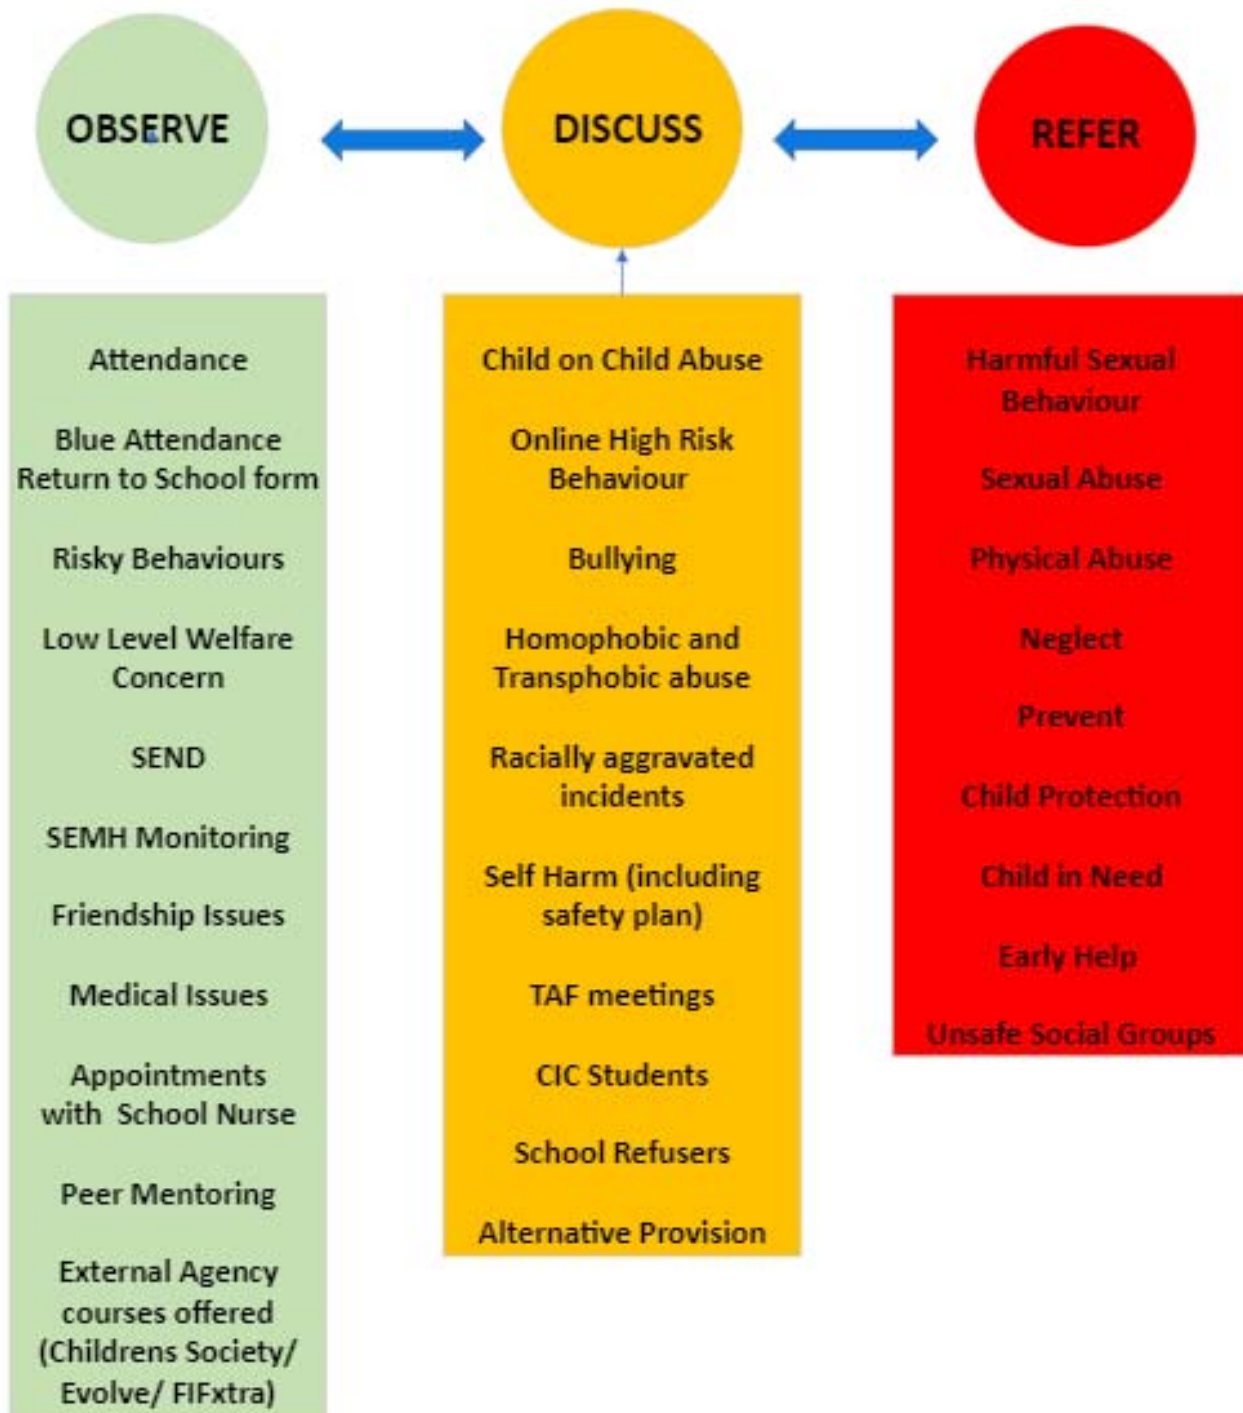 OBSERVE
DISCUSS
REFER
Attendance
Blue Attendance
Return to School form
Risky Behaviours
Low Level Welfare
Concern
SEND
SEMH Monitoring
Friendship Issues
Medical Issues
Appointments
with School Nurse
Peer Mentoring
External Agency
courses offered
(Childrens Society/
Evolve/ FIFxtra)
Child on Child Abuse
Online High Risk
Behaviour
Bullying
Homophobic and
Transphobic abuse
Racially aggravated
incidents
Self Harm (including
safety plan)
TAF meetings
CIC Students
School Refusers
Alternative Provision
Harmful Sexual
Behaviour
Sexual Abuse
Physical Abuse
Neglect
Prevent
Child Protection
Child in Need
Early Help
Unsafe Social Groups